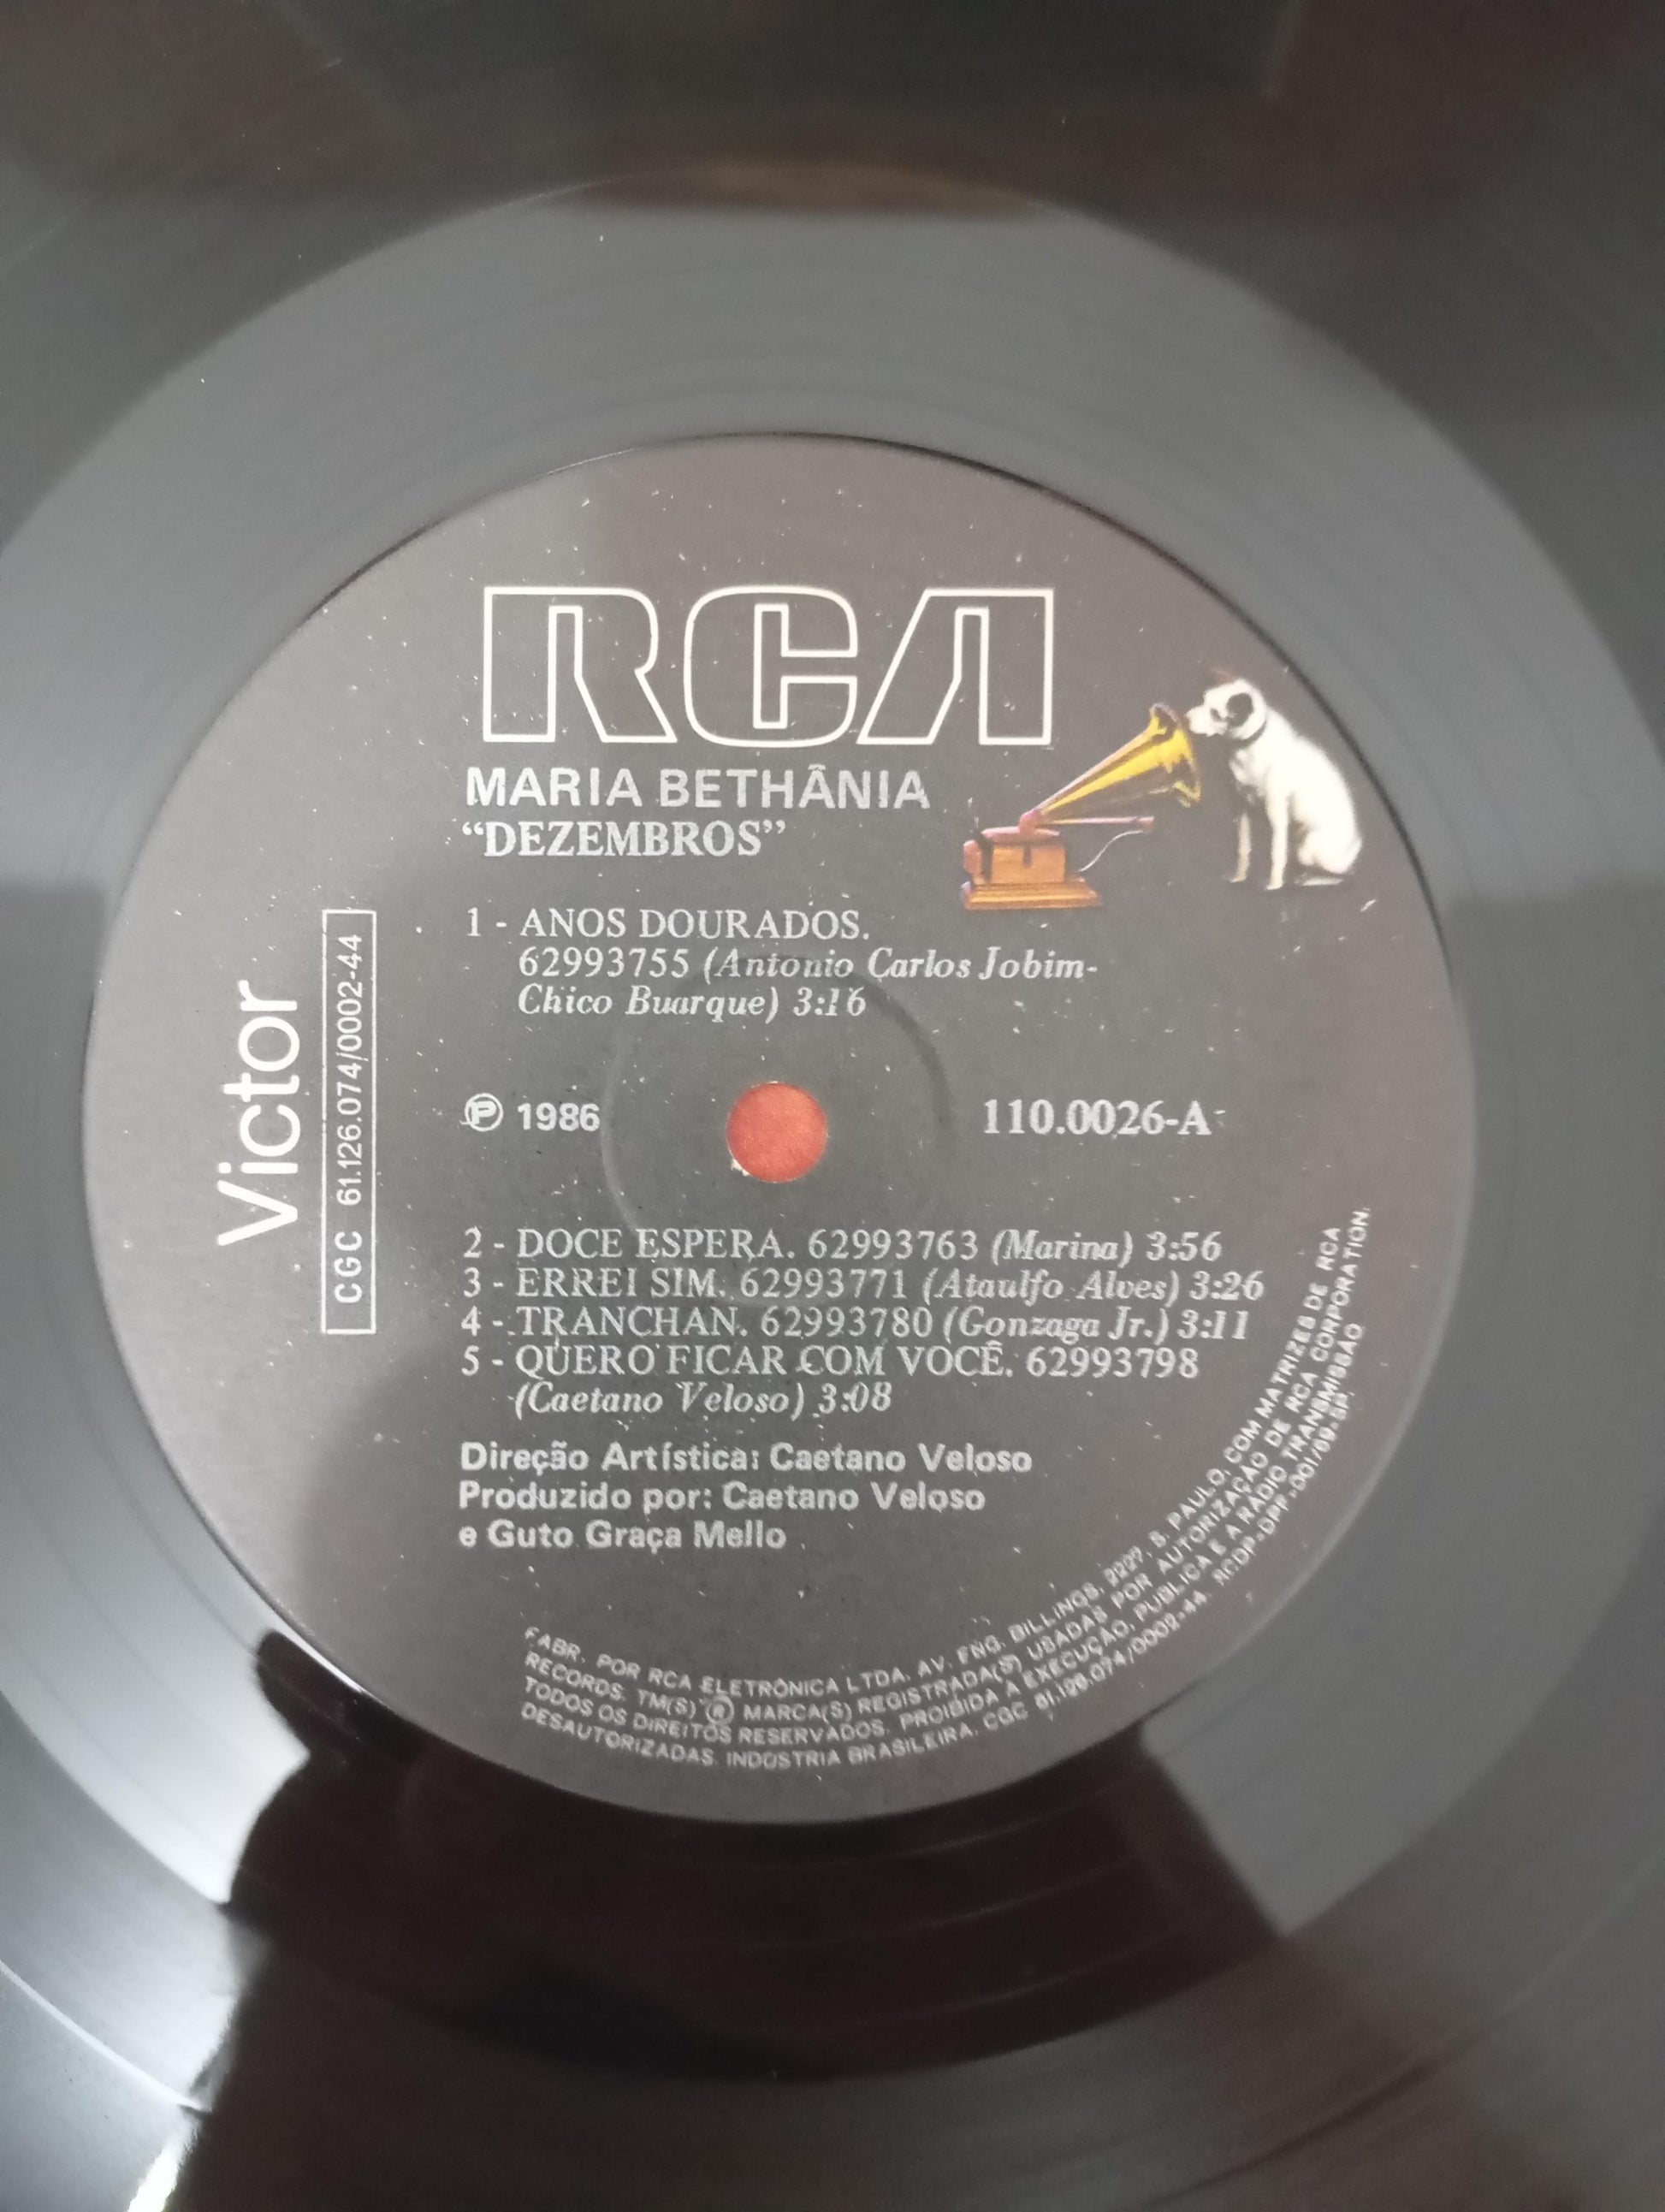 RCA
MARIA BETHÂNIA
“DEZEMBROS”
1 - ANOS DOURADOS.
62993755 (Antonio Carlos Jobim-
Chico Buarque) 3:16
Victor
CGC 61.126.074/0002-44
℗ 1986
110.0026-A
2 - DOCE ESPERA. 62993763 (Marina) 3:56
3 - ERREI SIM. 62993771 (Ataulfo Alves) 3:26
4 - TRANCHAN. 62993780 (Gonzaga Jr.) 3:11
5 - QUERO FICAR COM VOCÊ. 62993798
(Caetano Veloso) 3:08
Direção Artística: Caetano Veloso
Produzido por: Caetano Veloso
e Guto Graça Mello
FABR. POR RCA ELETRÔNICA LTDA. AV. ENG. BILLINGS, 2227, S. PAULO, COM MATRIZES DE RCA
RECORDS. TM(S) ® MARCA(S) REGISTRADA(S) USADAS POR AUTORIZAÇÃO DE RCA CORPORATION.
TODOS OS DIREITOS RESERVADOS. PROIBIDA A EXECUÇÃO, PUBLICA E A RÁDIO TRANSMISSÃO
DESAUTORIZADAS. INDÚSTRIA BRASILEIRA. CGC 61.126.074/0002-44.